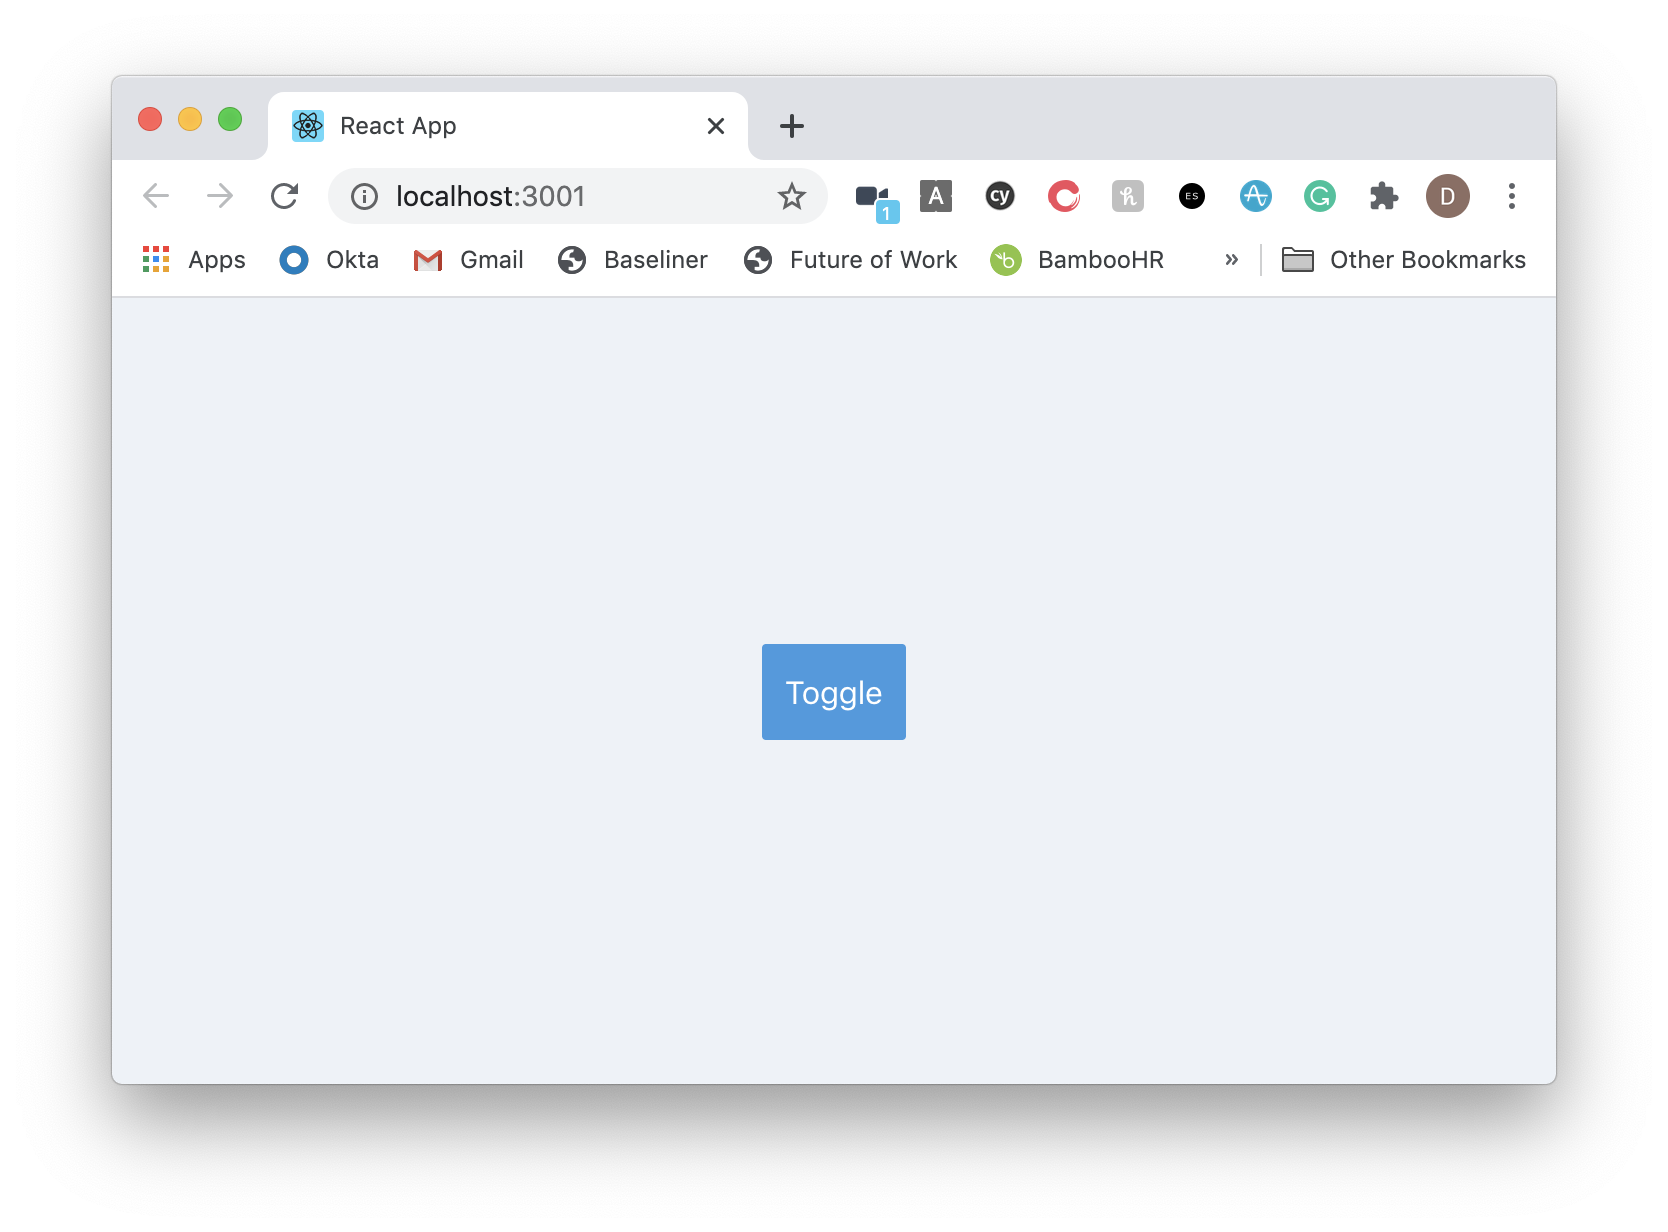 React App
localhost:3001
1 A cy h ES G D
Apps Okta Gmail Baseliner Future of Work b BambooHR » Other Bookmarks
Toggle